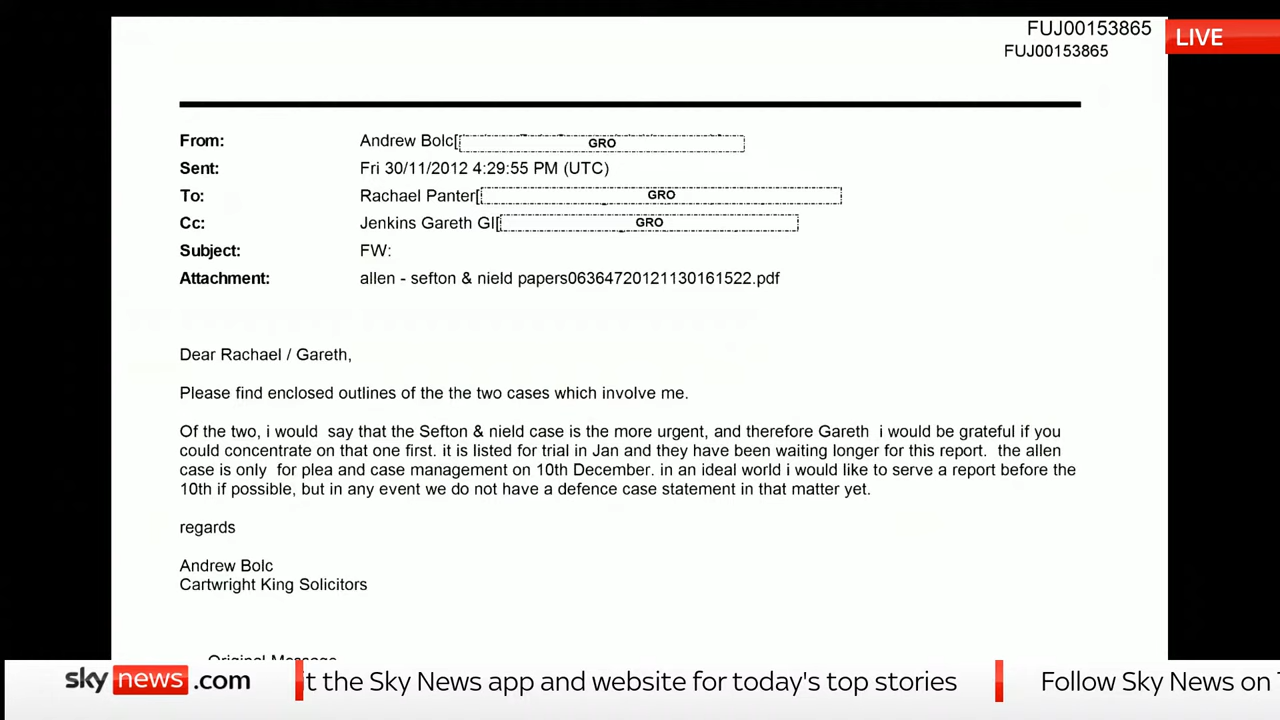 FUJ00153865
FUJ00153865
LIVE
From: Andrew Bolc[ GRO
Sent: Fri 30/11/2012 4:29:55 PM (UTC)
To: Rachael Panter[ GRO
Cc: Jenkins Gareth GI[ GRO
Subject: FW:
Attachment: allen - sefton & nield papers06364720121130161522.pdf
Dear Rachael / Gareth,
Please find enclosed outlines of the the two cases which involve me.
Of the two, i would say that the Sefton & nield case is the more urgent, and therefore Gareth i would be grateful if you
could concentrate on that one first. it is listed for trial in Jan and they have been waiting longer for this report. the allen
case is only for plea and case management on 10th December. in an ideal world i would like to serve a report before the
10th if possible, but in any event we do not have a defence case statement in that matter yet.
regards
Andrew Bolc
Cartwright King Solicitors
Original Message
sky news .com
t the Sky News app and website for today's top stories
Follow Sky News on